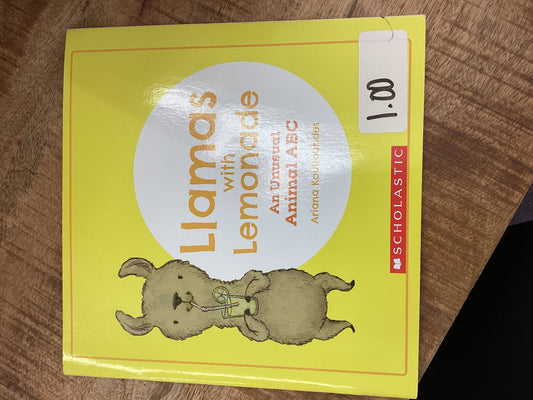 Llamas
with
Lemonade
An Unusual
Animal ABC
Ariana Koultourides
SCHOLASTIC
1.00